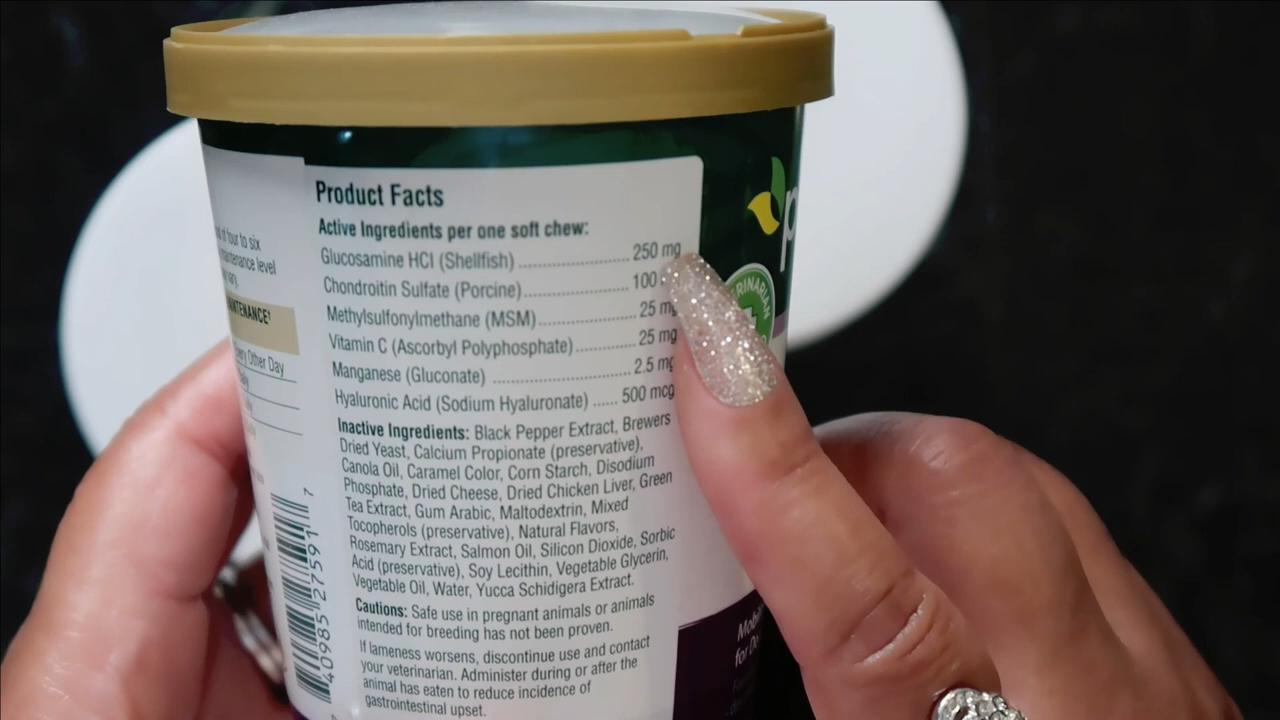 of four to six
maintenance level
Product Facts
Active Ingredients per one soft chew:
Glucosamine HCl (Shellfish) .......................... 250 mg
Chondroitin Sulfate (Porcine) ........................ 100
Methylsulfonylmethane (MSM) ..................... 25 mg
Vitamin C (Ascorbyl Polyphosphate) .............. 25 mg
Manganese (Gluconate) .............................. 2.5 mg
Hyaluronic Acid (Sodium Hyaluronate) ...... 500 mcg
Inactive Ingredients: Black Pepper Extract, Brewers
Dried Yeast, Calcium Propionate (preservative),
Canola Oil, Caramel Color, Corn Starch, Disodium
Phosphate, Dried Cheese, Dried Chicken Liver, Green
Tea Extract, Gum Arabic, Maltodextrin, Mixed
Tocopherols (preservative), Natural Flavors,
Rosemary Extract, Salmon Oil, Silicon Dioxide, Sorbic
Acid (preservative), Soy Lecithin, Vegetable Glycerin,
Vegetable Oil, Water, Yucca Schidigera Extract.
Cautions: Safe use in pregnant animals or animals
intended for breeding has not been proven.
If lameness worsens, discontinue use and contact
your veterinarian. Administer during or after the
animal has eaten to reduce incidence of
gastrointestinal upset.
Every Other Day
40985 27591 7
for